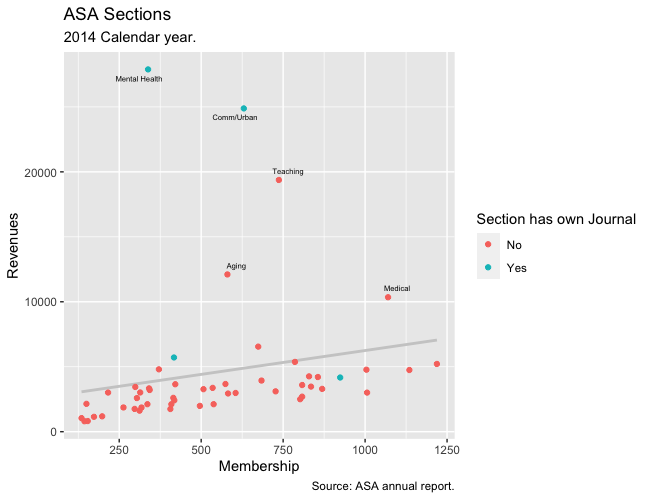 ASA Sections
2014 Calendar year.
Mental Health
Comm/Urban
Teaching
Aging
Medical
20000
10000
0
Revenues
250
500
750
1000
1250
Membership
Section has own Journal
No
Yes
Source: ASA annual report.